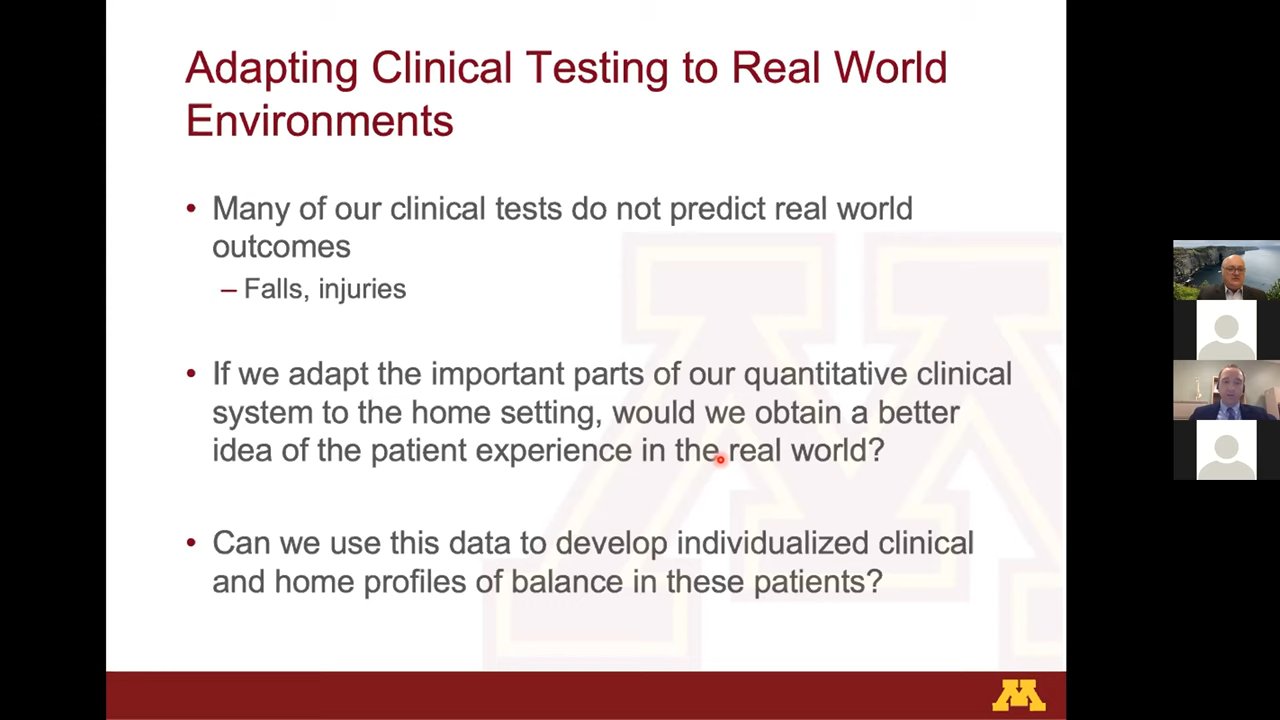 Adapting Clinical Testing to Real World
Environments
• Many of our clinical tests do not predict real world
outcomes
– Falls, injuries
• If we adapt the important parts of our quantitative clinical
system to the home setting, would we obtain a better
idea of the patient experience in the real world?
• Can we use this data to develop individualized clinical
and home profiles of balance in these patients?
M